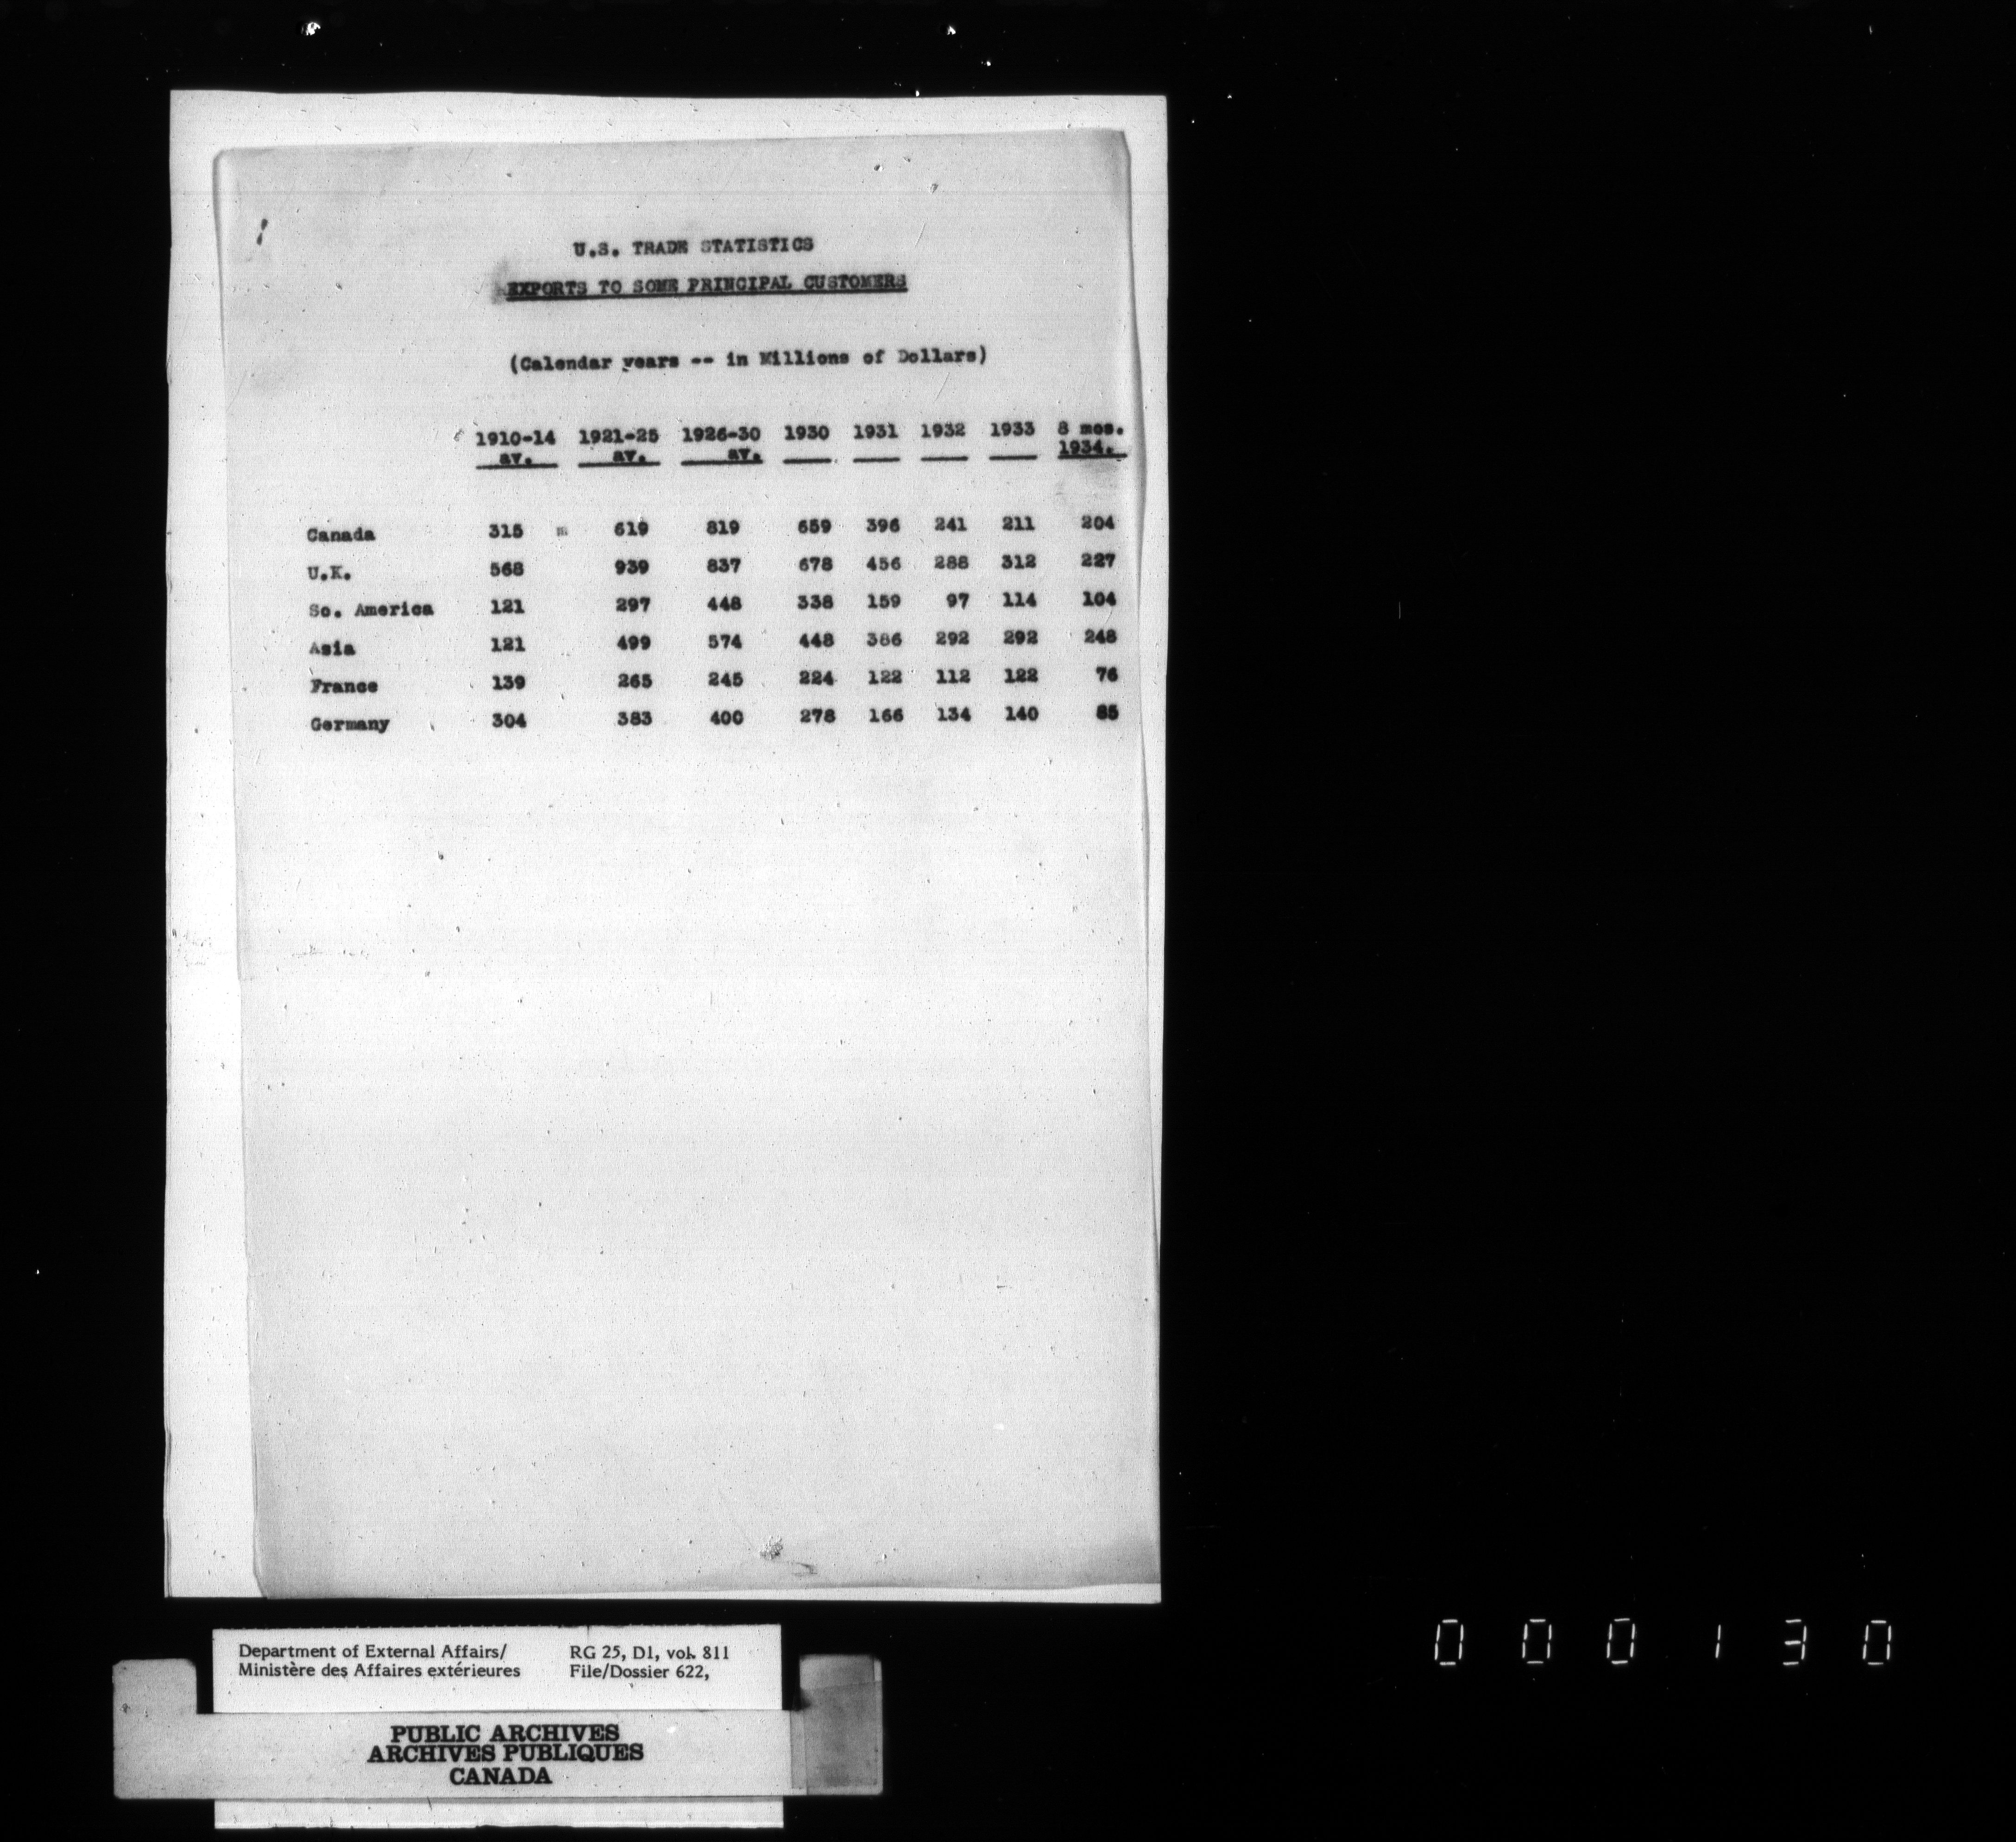 U.S. TRADE STATISTICS
EXPORTS TO SOME PRINCIPAL CUSTOMERS
(Calendar years -- in Millions of Dollars)
1910-14 1921-25 1926-30 1930 1931 1932 1933 8 mos.
av. av. av. 1934.
Canada 315 m 619 819 659 396 241 211 204
U.K. 568 939 837 678 456 288 312 227
So. America 121 297 448 338 159 97 114 104
Asia 121 499 574 448 386 292 292 248
France 139 265 245 224 122 112 122 76
Germany 304 383 400 278 166 134 140 85
Department of External Affairs/ RG 25, D1, vol. 811
Ministère des Affaires extérieures File/Dossier 622,
PUBLIC ARCHIVES
ARCHIVES PUBLIQUES
CANADA
000130